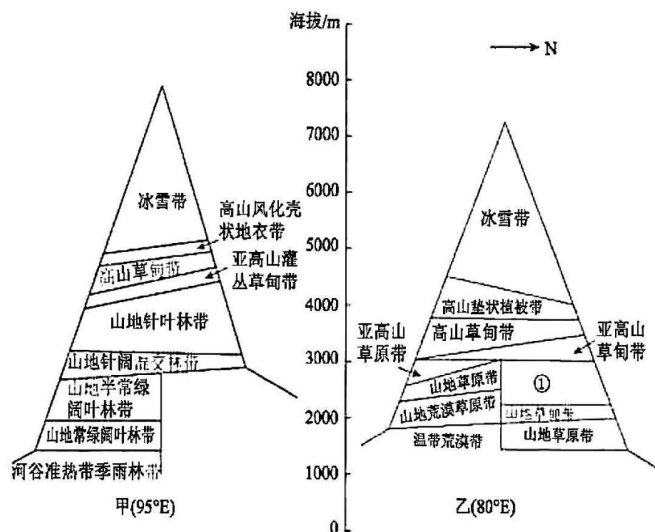 海拔/m
N
8000
7000
6000
5000
4000
3000
2000
1000
0
冰雪带
高山风化壳
状地衣带
高山草甸带
亚高山灌
丛草甸带
山地针叶林带
山地针阔混交林带
山地半常绿
阔叶林带
山地常绿阔叶林带
河谷准热带季雨林带
甲(95°E)
冰雪带
高山垫状植被带
亚高山
草原带
高山草甸带
亚高山
草甸带
山地草原带
①
山地荒漠草原带
山地草甸带
温带荒漠带
山地草原带
乙(80°E)